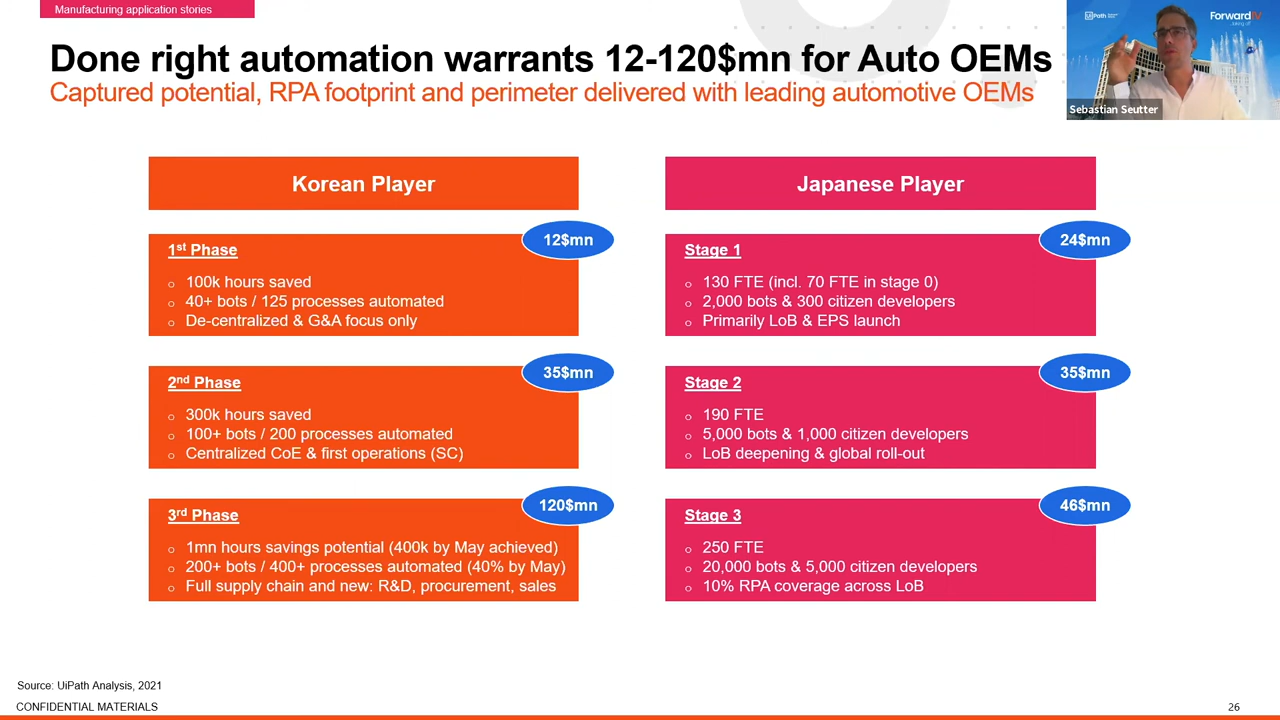 Manufacturing application stories
Done right automation warrants 12-120$mn for Auto OEMs
Captured potential, RPA footprint and perimeter delivered with leading automotive OEMs
UiPath
ForwardIV
Sebastian Seutter
Korean Player
12$mn
1st Phase
o 100k hours saved
o 40+ bots / 125 processes automated
o De-centralized & G&A focus only
35$mn
2nd Phase
o 300k hours saved
o 100+ bots / 200 processes automated
o Centralized CoE & first operations (SC)
120$mn
3rd Phase
o 1mn hours savings potential (400k by May achieved)
o 200+ bots / 400+ processes automated (40% by May)
o Full supply chain and new: R&D, procurement, sales
Japanese Player
24$mn
Stage 1
o 130 FTE (incl. 70 FTE in stage 0)
o 2,000 bots & 300 citizen developers
o Primarily LoB & EPS launch
35$mn
Stage 2
o 190 FTE
o 5,000 bots & 1,000 citizen developers
o LoB deepening & global roll-out
46$mn
Stage 3
o 250 FTE
o 20,000 bots & 5,000 citizen developers
o 10% RPA coverage across LoB
Source: UiPath Analysis, 2021
CONFIDENTIAL MATERIALS
26